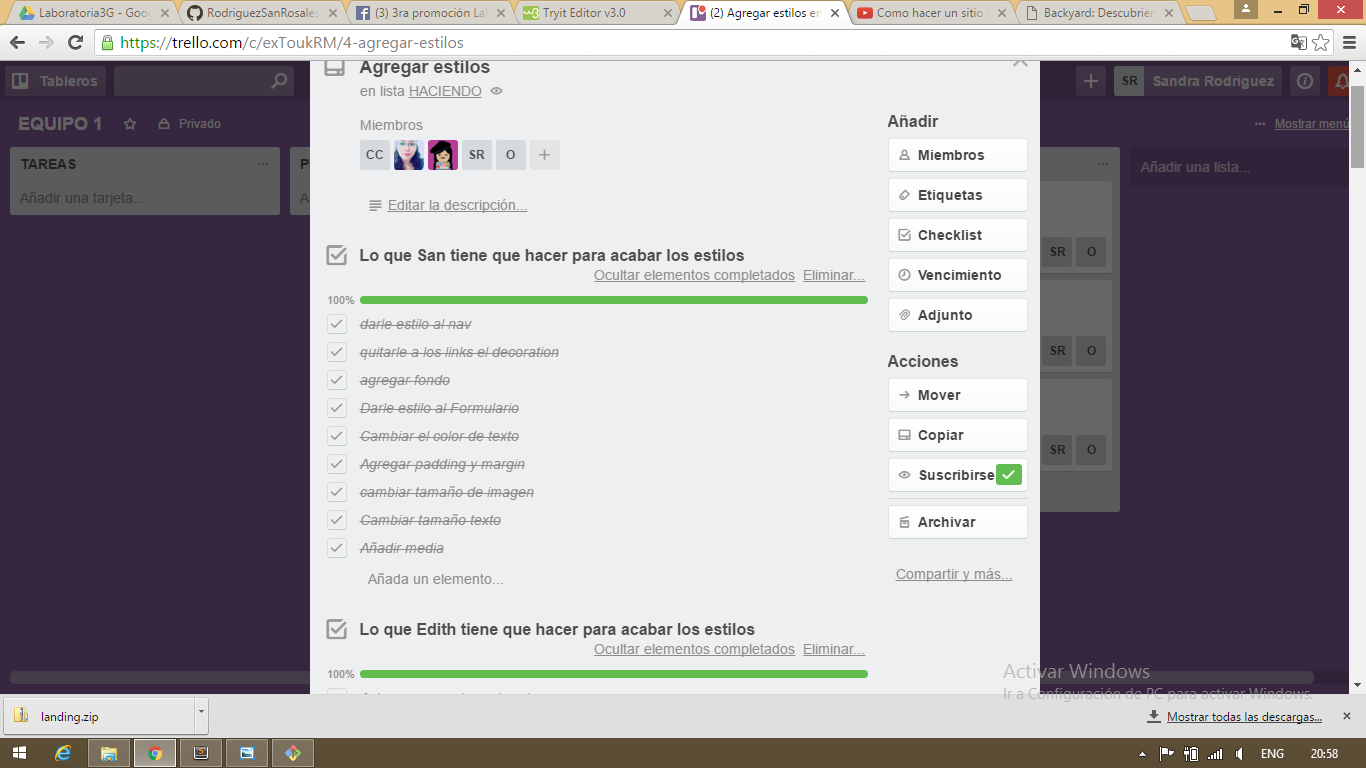 Laboratoria3G - Goo
RodriguezSanRosales
(3) 3ra promoción La
Tryit Editor v3.0
(2) Agregar estilos en
Como hacer un sitio
Backyard: Descubrien
https://trello.com/c/exToukRM/4-agregar-estilos
Tableros
SR
Sandra Rodriguez
EQUIPO 1
Privado
Mostrar menú
TAREAS
Añadir una tarjeta...
P
A
Añadir una lista...
SR O
SR O
SR O
Agregar estilos
en lista HACIENDO
Miembros
CC SR O +
Editar la descripción...
Lo que San tiene que hacer para acabar los estilos
Ocultar elementos completados Eliminar...
100%
darle estilo al nav
quitarle a los links el decoration
agregar fondo
Darle estilo al Formulario
Cambiar el color de texto
Agregar padding y margin
cambiar tamaño de imagen
Cambiar tamaño texto
Añadir media
Añada un elemento...
Lo que Edith tiene que hacer para acabar los estilos
Ocultar elementos completados Eliminar...
100%
Añadir
Miembros
Etiquetas
Checklist
Vencimiento
Adjunto
Acciones
Mover
Copiar
Suscribirse
Archivar
Compartir y más...
Activar Windows
Ir a Configuración de PC para activar Windows.
landing.zip
Mostrar todas las descargas...
ENG
20:58